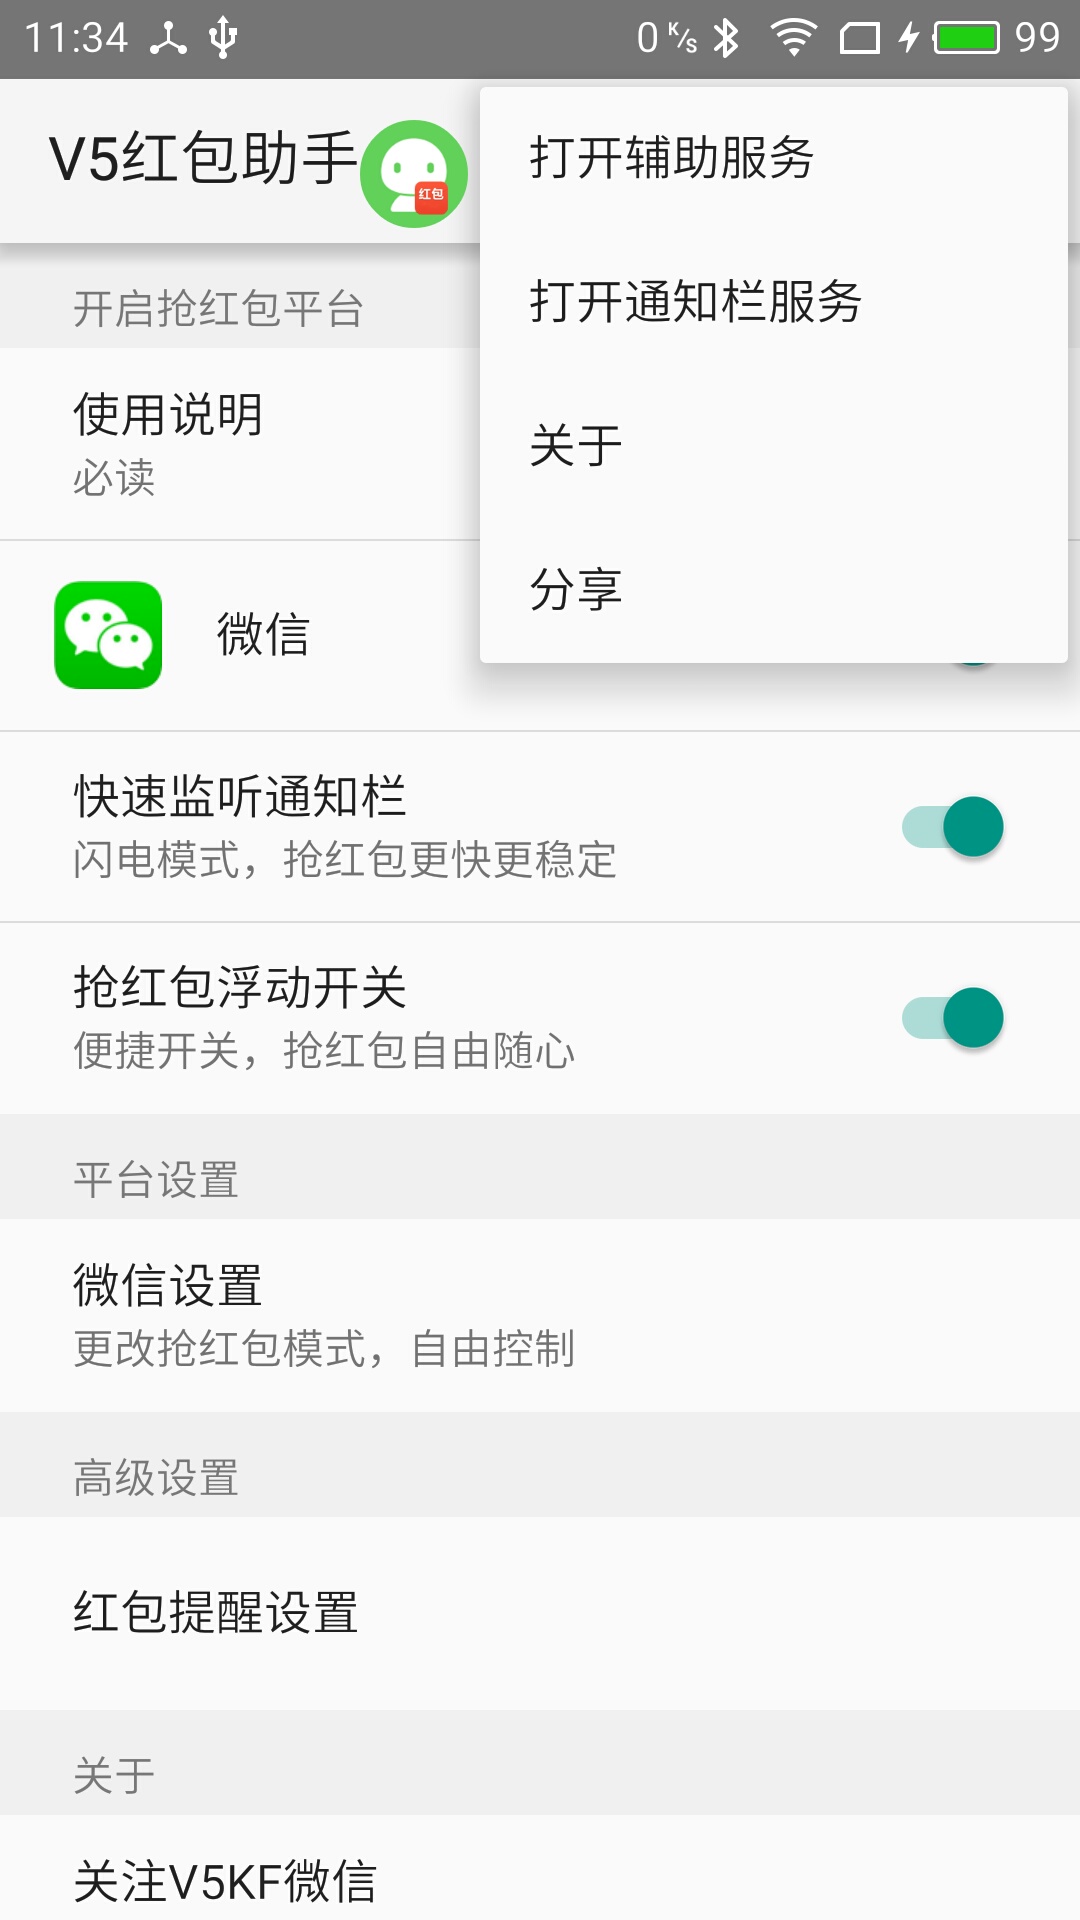 11:34 0 K/s 99
V5红包助手
红包
打开辅助服务
打开通知栏服务
关于
分享
开启抢红包平台
使用说明
必读
微信
快速监听通知栏
闪电模式，抢红包更快更稳定
抢红包浮动开关
便捷开关，抢红包自由随心
平台设置
微信设置
更改抢红包模式，自由控制
高级设置
红包提醒设置
关于
关注V5KF微信